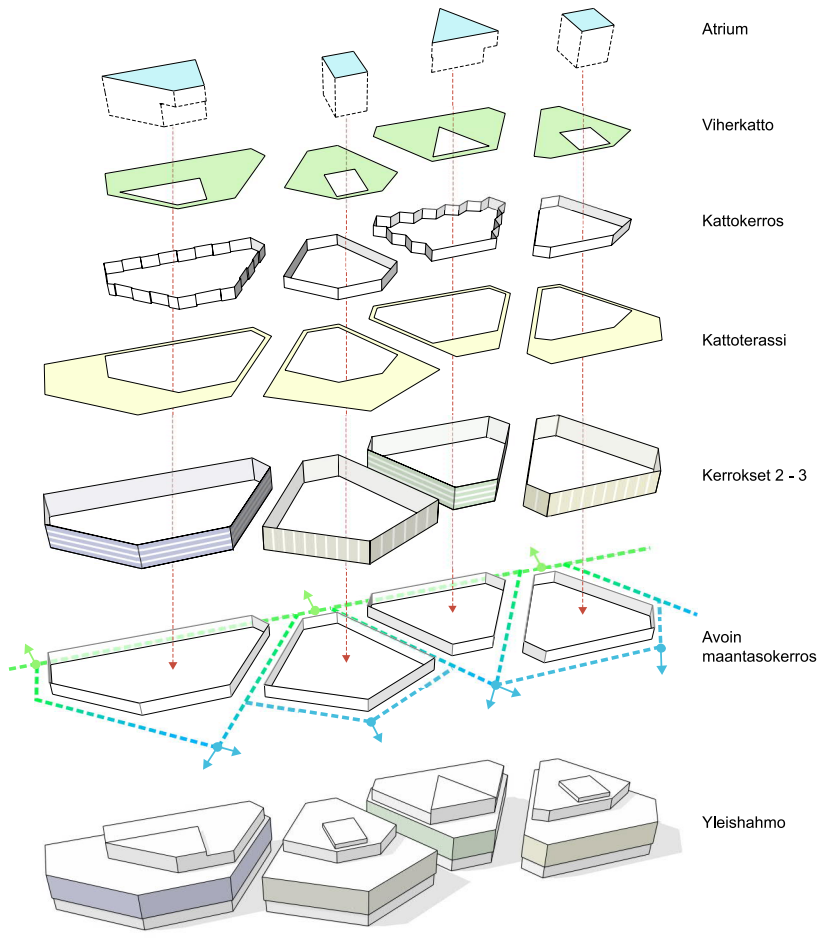 Atrium
Viherkatto
Kattokerros
Kattoterassi
Kerrokset 2 - 3
Avoin
maantasokerros
Yleishahmo